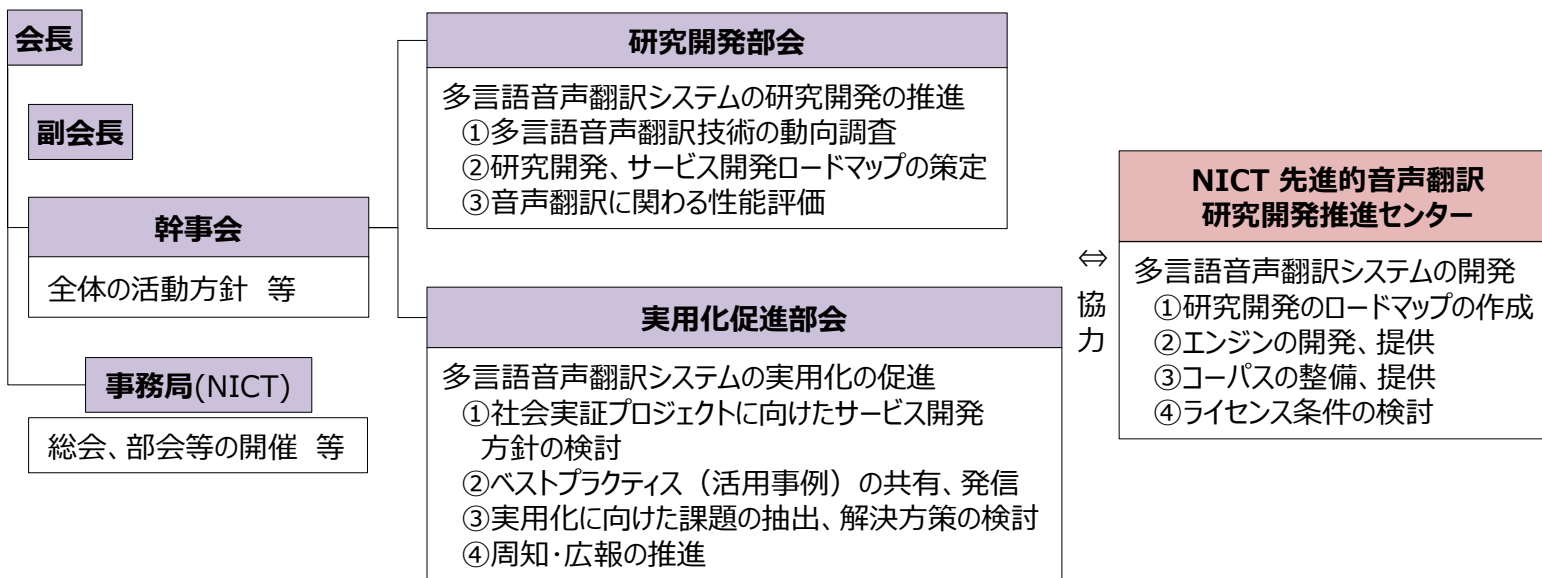 会長
副会長
幹事会
全体の活動方針 等
事務局(NICT)
総会、部会等の開催 等
研究開発部会
多言語音声翻訳システムの研究開発の推進
①多言語音声翻訳技術の動向調査
②研究開発、サービス開発ロードマップの策定
③音声翻訳に関わる性能評価
実用化促進部会
多言語音声翻訳システムの実用化の促進
①社会実証プロジェクトに向けたサービス開発
方針の検討
②ベストプラクティス（活用事例）の共有、発信
③実用化に向けた課題の抽出、解決方策の検討
④周知・広報の推進
⇔
協
力
NICT 先進的音声翻訳
研究開発推進センター
多言語音声翻訳システムの開発
①研究開発のロードマップの作成
②エンジンの開発、提供
③コーパスの整備、提供
④ライセンス条件の検討